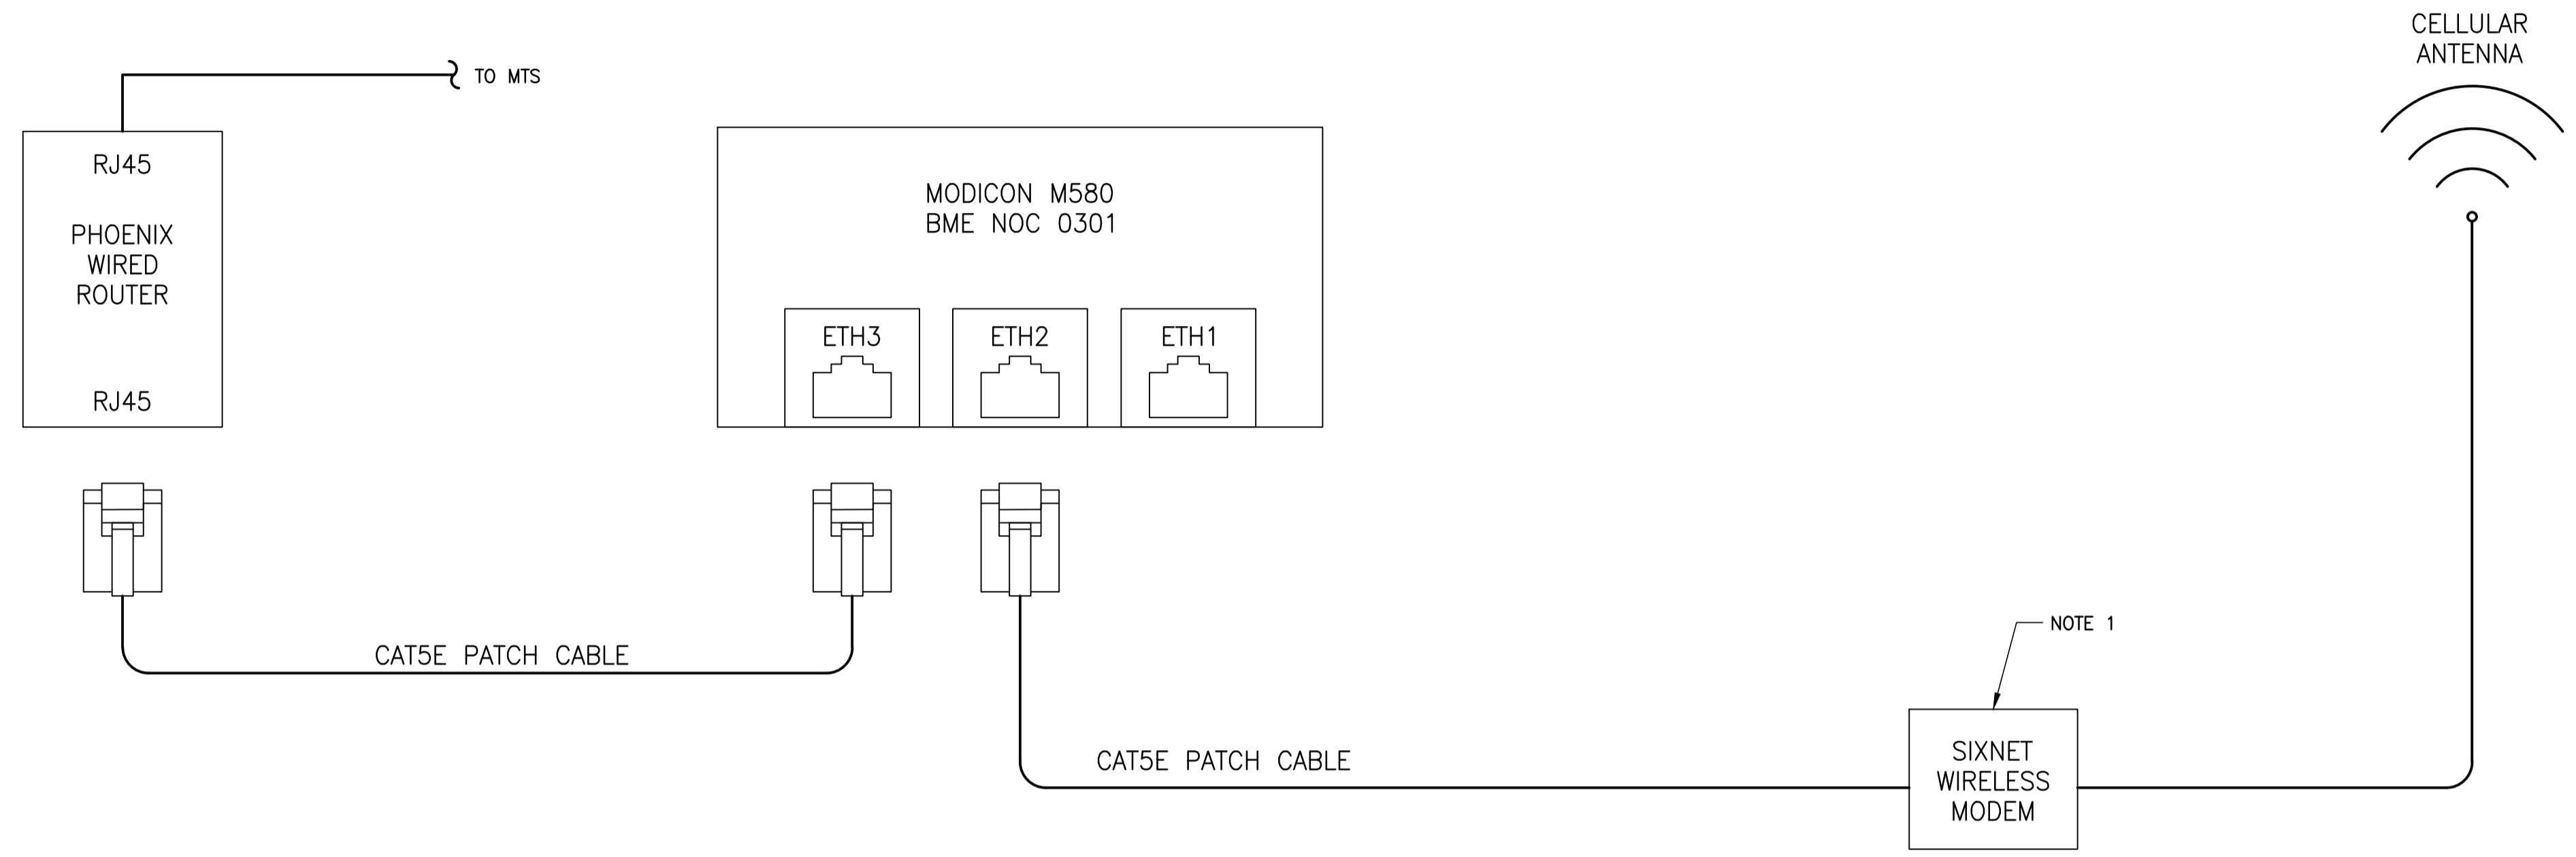 CELLULAR
ANTENNA
TO MTS
RJ45
PHOENIX
WIRED
ROUTER
RJ45
MODICON M580
BME NOC 0301
ETH3
ETH2
ETH1
CAT5E PATCH CABLE
NOTE 1
CAT5E PATCH CABLE
SIXNET
WIRELESS
MODEM